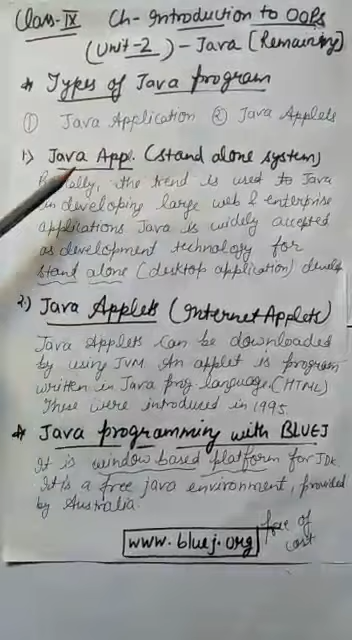 Class-IX Ch- Introduction to OOPs
(Unit-2) - Java [Remaining]
* Types of Java program
① Java Application ② Java Applets
1) Java App. (stand alone system)
the trend is used to Java
in developing large web & enterprise
applications Java is widely accepted
as development technology for
stand alone (desktop application) develop
2.) Java Applets (Internet Applets)
Java Applets can be downloaded
by using JVM. An applet is program
written in Java prog. language (HTML)
These were introduced in 1995.
* Java programming with BLUEJ
It is window based platform for JDK.
It is a free java environment, provided
by Australia.
free of
cost
www.bluej.org